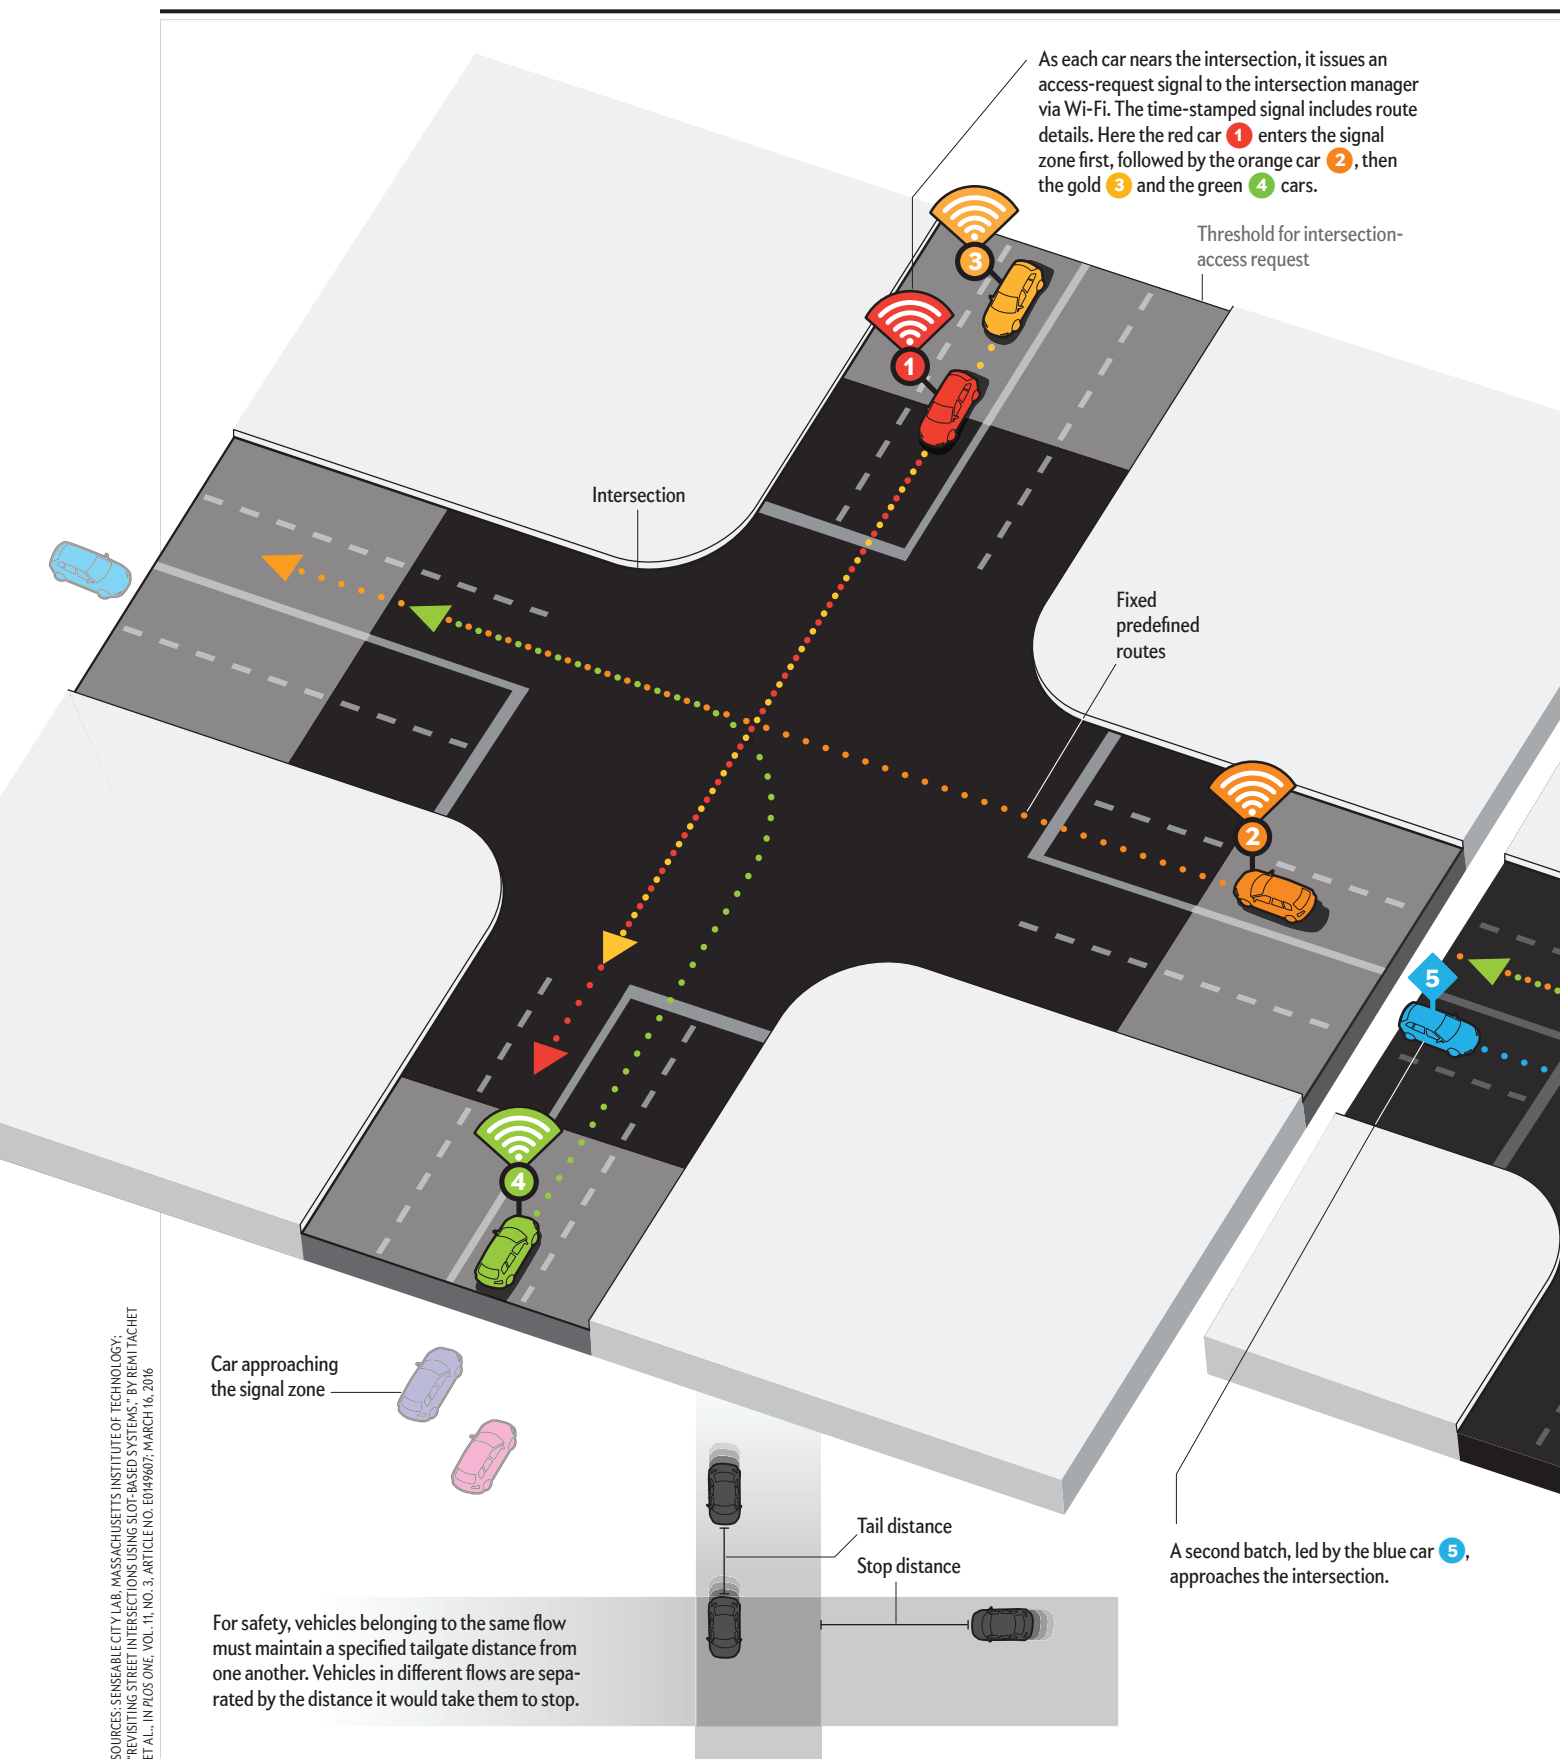 As each car nears the intersection, it issues an
access-request signal to the intersection manager
via Wi-Fi. The time-stamped signal includes route
details. Here the red car 1 enters the signal
zone first, followed by the orange car 2, then
the gold 3 and the green 4 cars.
Threshold for intersection-
access request
3
1
Intersection
Fixed
predefined
routes
2
5
4
Car approaching
the signal zone
Tail distance
Stop distance
A second batch, led by the blue car 5,
approaches the intersection.
For safety, vehicles belonging to the same flow
must maintain a specified tailgate distance from
one another. Vehicles in different flows are sepa-
rated by the distance it would take them to stop.
SOURCES: SENSEABLE CITY LAB, MASSACHUSETTS INSTITUTE OF TECHNOLOGY;
"REVISITING STREET INTERSECTIONS USING SLOT-BASED SYSTEMS," BY REMI TACHET
ET AL., IN PLOS ONE, VOL. 11, NO. 3, ARTICLE NO. E0149607; MARCH 16, 2016